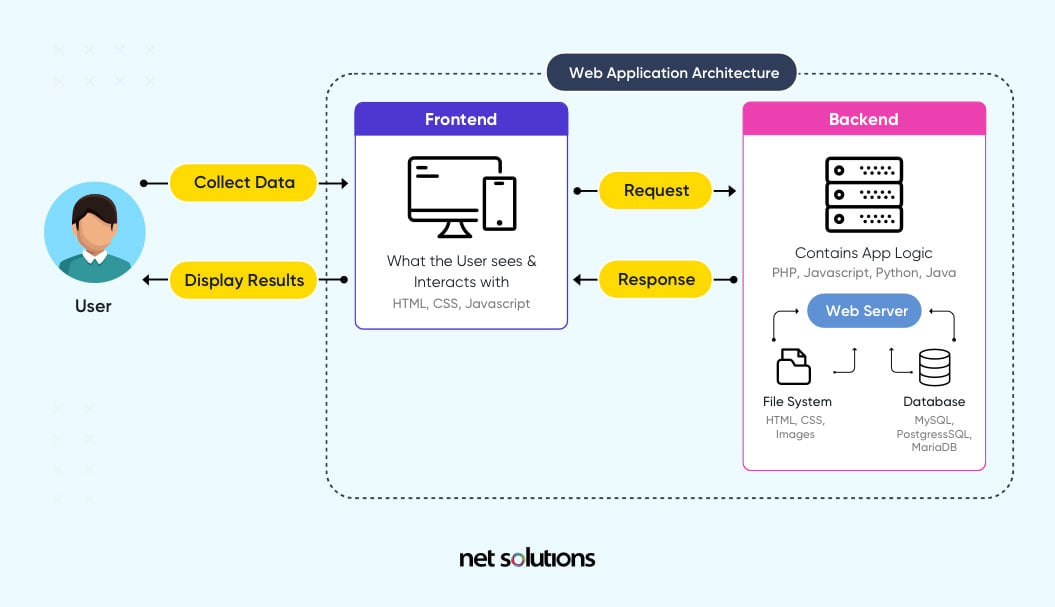 Web Application Architecture
Frontend
Backend
Collect Data
Request
Display Results
Response
User
What the User sees &
Interacts with
HTML, CSS, Javascript
Contains App Logic
PHP, Javascript, Python, Java
Web Server
File System
HTML, CSS,
Images
Database
MySQL,
PostgressSQL,
MariaDB
net solutions